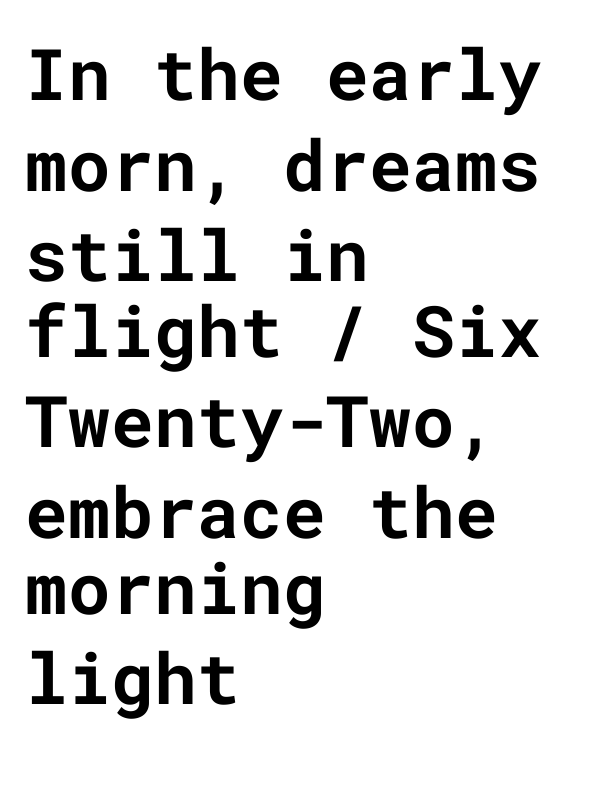 In the early
morn, dreams
still in
flight / Six
Twenty-Two,
embrace the
morning
light